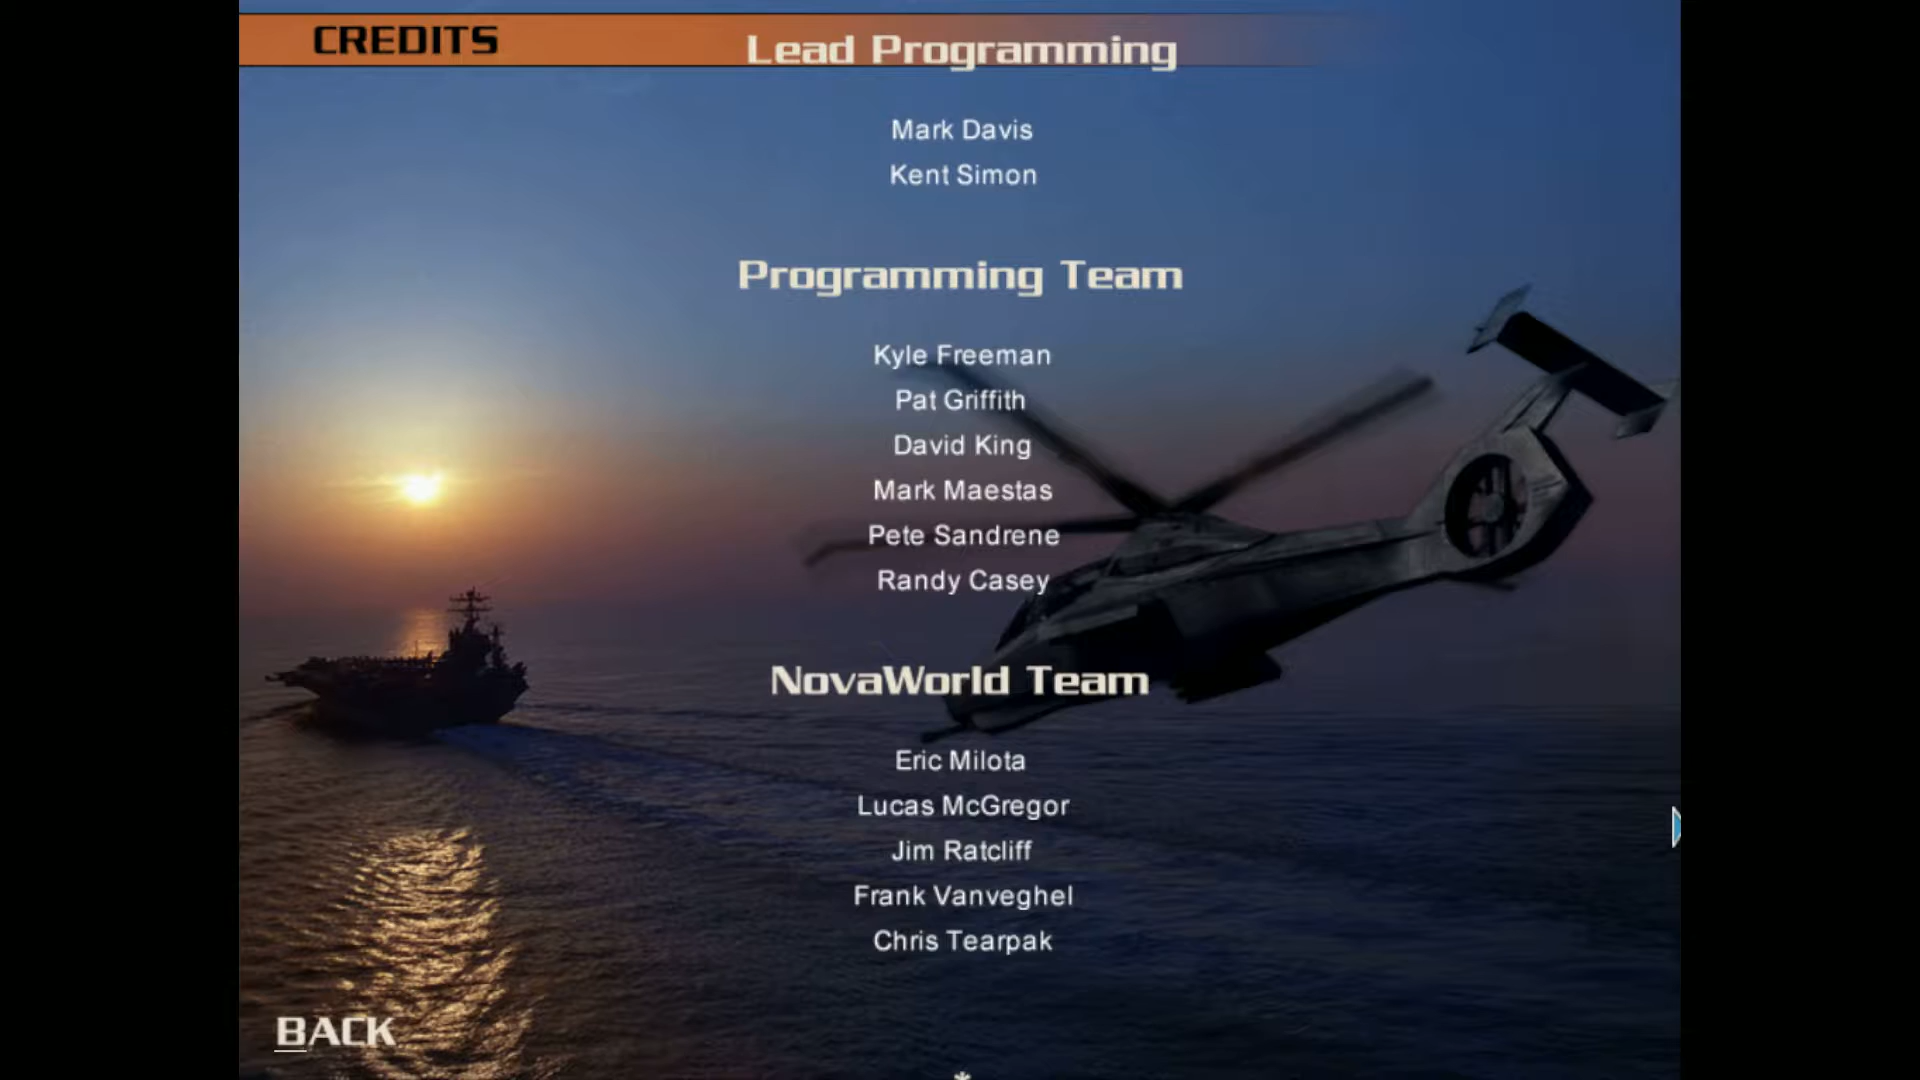 CREDITS
Lead Programming
Mark Davis
Kent Simon
Programming Team
Kyle Freeman
Pat Griffith
David King
Mark Maestas
Pete Sandrene
Randy Casey
NovaWorld Team
Eric Milota
Lucas McGregor
Jim Ratcliff
Frank Vanveghel
Chris Tearpak
BACK
*